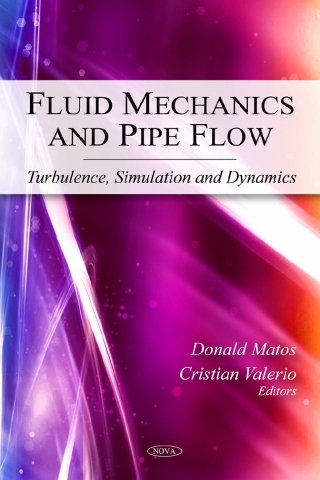 FLUID MECHANICS
AND PIPE FLOW
Turbulence, Simulation and Dynamics
Donald Matos
Cristian Valerio
Editors
NOVA